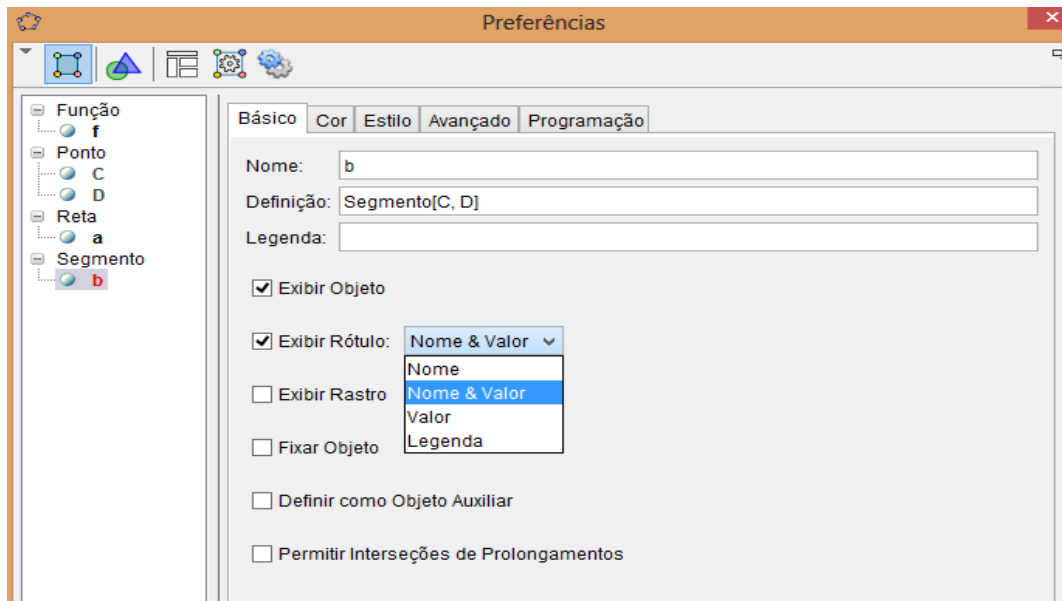 Preferências
Função
f
Ponto
C
D
Reta
a
Segmento
b
Básico Cor Estilo Avançado Programação
Nome: b
Definição: Segmento[C, D]
Legenda:
Exibir Objeto
Exibir Rótulo: Nome & Valor
Nome
Exibir Rastro Nome & Valor
Valor
Fixar Objeto Legenda
Definir como Objeto Auxiliar
Permitir Interseções de Prolongamentos